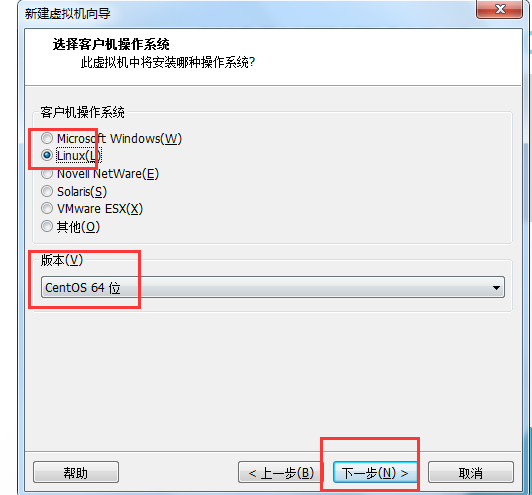 新建虚拟机向导
选择客户机操作系统
此虚拟机中将安装哪种操作系统?
客户机操作系统
Microsoft Windows(W)
Linux(L)
Novell NetWare(E)
Solaris(S)
VMware ESX(X)
其他(O)
版本(V)
CentOS 64 位
帮助
< 上一步(B)
下一步(N) >
取消